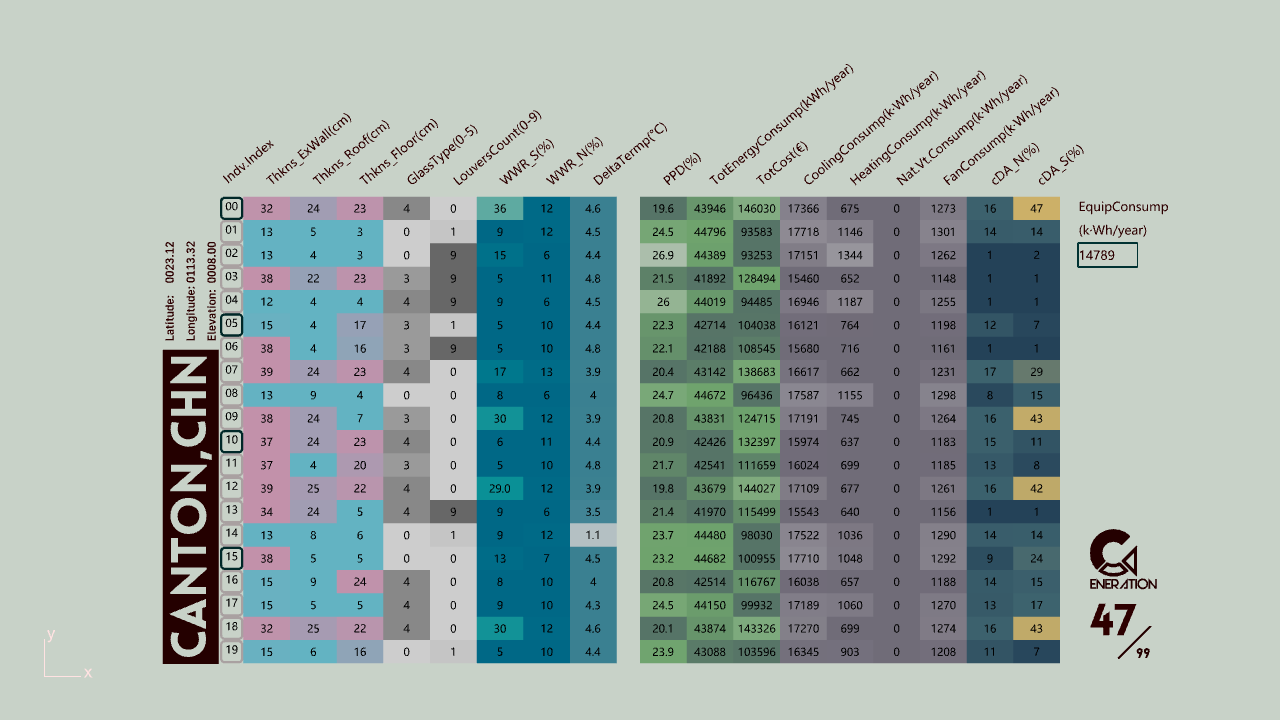 Indv.Index Thkns_ExWall(cm) Thkns_Roof(cm) Thkns_Floor(cm) GlassType(0-5) LouversCount(0-9) WWR_S(%) WWR_N(%) DeltaTermp(°C) PPD(%) TotEnergyConsump(kWh/year) TotCost(€) CoolingConsump(k·Wh/year) HeatingConsump(k·Wh/year) Nat.Vt.Consump(k·Wh/year) FanConsump(k·Wh/year) cDA_N(%) cDA_S(%)
00 32 24 23 4 0 36 12 4.6 19.6 43946 146030 17366 675 0 1273 16 47
01 13 5 3 0 1 9 12 4.5 24.5 44796 93583 17718 1146 0 1301 14 14
02 13 4 3 0 9 15 6 4.4 26.9 44389 93253 17151 1344 0 1262 1 2
03 38 22 23 3 9 5 11 4.8 21.5 41892 128494 15460 652 0 1148 1 1
04 12 4 4 4 9 9 6 4.5 26 44019 94485 16946 1187 0 1255 1 1
05 15 4 17 3 1 5 10 4.4 22.3 42714 104038 16121 764 0 1198 12 7
06 38 4 16 3 9 5 10 4.8 22.1 42188 108545 15680 716 0 1161 1 1
07 39 24 23 4 0 17 13 3.9 20.4 43142 138683 16617 662 0 1231 17 29
08 13 9 4 0 0 8 6 4 24.7 44672 96436 17587 1155 0 1298 8 15
09 38 24 7 3 0 30 12 3.9 20.8 43831 124715 17191 745 0 1264 16 43
10 37 24 23 4 0 6 11 4.4 20.9 42426 132397 15974 637 0 1183 15 11
11 37 4 20 3 0 5 10 4.8 21.7 42541 111659 16024 699 0 1185 13 8
12 39 25 22 4 0 29.0 12 3.9 19.8 43679 144027 17109 677 0 1261 16 42
13 34 24 5 4 9 9 6 3.5 21.4 41970 115499 15543 640 0 1156 1 1
14 13 8 6 0 1 9 12 1.1 23.7 44480 98030 17522 1036 0 1290 14 14
15 38 5 5 0 0 13 7 4.5 23.2 44682 100955 17710 1048 0 1292 9 24
16 15 9 24 4 0 8 10 4 20.8 42514 116767 16038 657 0 1188 14 15
17 15 5 5 4 0 9 10 4.3 24.5 44150 99932 17189 1060 0 1270 13 17
18 32 25 22 4 0 30 12 4.6 20.1 43874 143326 17270 699 0 1274 16 43
19 15 6 16 0 1 5 10 4.4 23.9 43088 103596 16345 903 0 1208 11 7
Latitude: 0023.12
Longitude: 0113.32
Elevation: 0008.00
CANTON,CHN
EquipConsump
(k·Wh/year)
14789
GENERATION
47/99
y
x